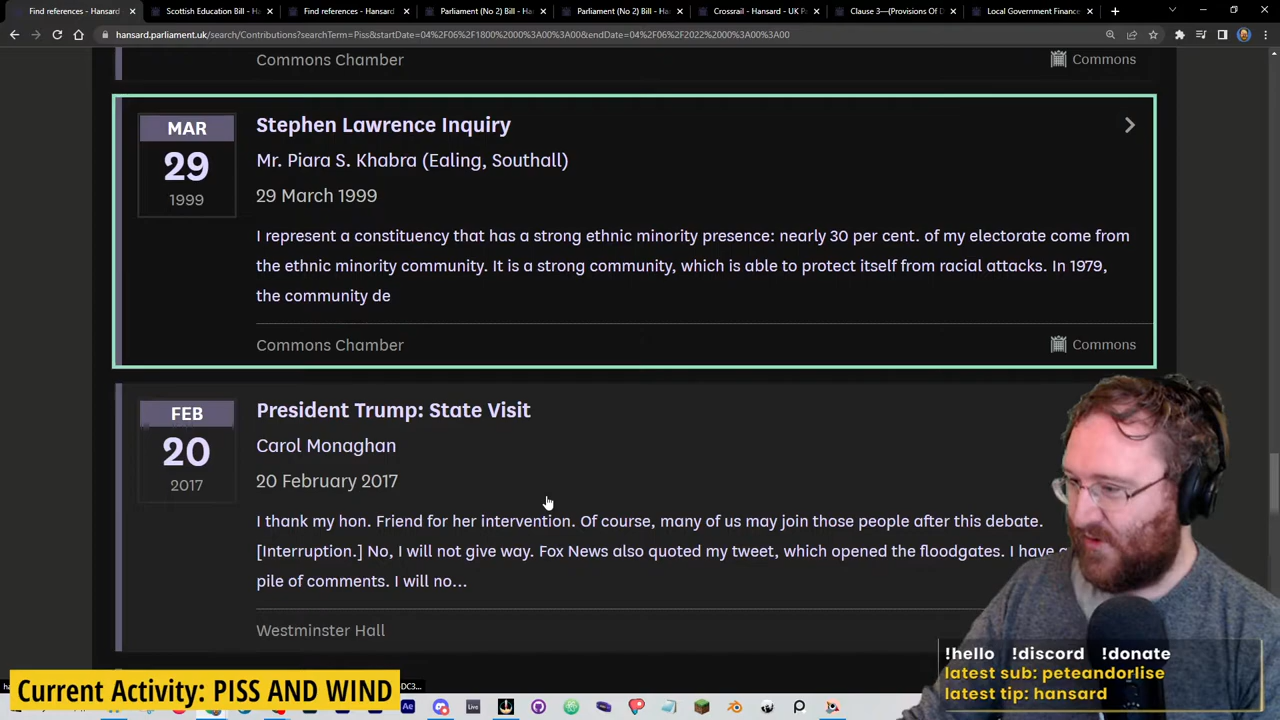 Find references - Hansard
Scottish Education Bill - H
Find references - Hansard
Parliament (No 2) Bill - Ha
Parliament (No 2) Bill - Ha
Crossrail - Hansard - UK Pa
Clause 3—(Provisions Of D
Local Government Finance
hansard.parliament.uk/search/Contributions?searchTerm=Piss&startDate=04%2F06%2F1800%2000%3A00%3A00&endDate=04%2F06%2F2022%2000%3A00%3A00
Commons Chamber
Commons
MAR
29
1999
Stephen Lawrence Inquiry
Mr. Piara S. Khabra (Ealing, Southall)
29 March 1999
I represent a constituency that has a strong ethnic minority presence: nearly 30 per cent. of my electorate come from
the ethnic minority community. It is a strong community, which is able to protect itself from racial attacks. In 1979,
the community de
Commons Chamber
Commons
FEB
20
2017
President Trump: State Visit
Carol Monaghan
20 February 2017
I thank my hon. Friend for her intervention. Of course, many of us may join those people after this debate.
[Interruption.] No, I will not give way. Fox News also quoted my tweet, which opened the floodgates. I have
pile of comments. I will no…
Westminster Hall
!hello !discord !donate
latest sub: peteandorlise
latest tip: hansard
Current Activity: PISS AND WIND
DC3...
Ae
Live